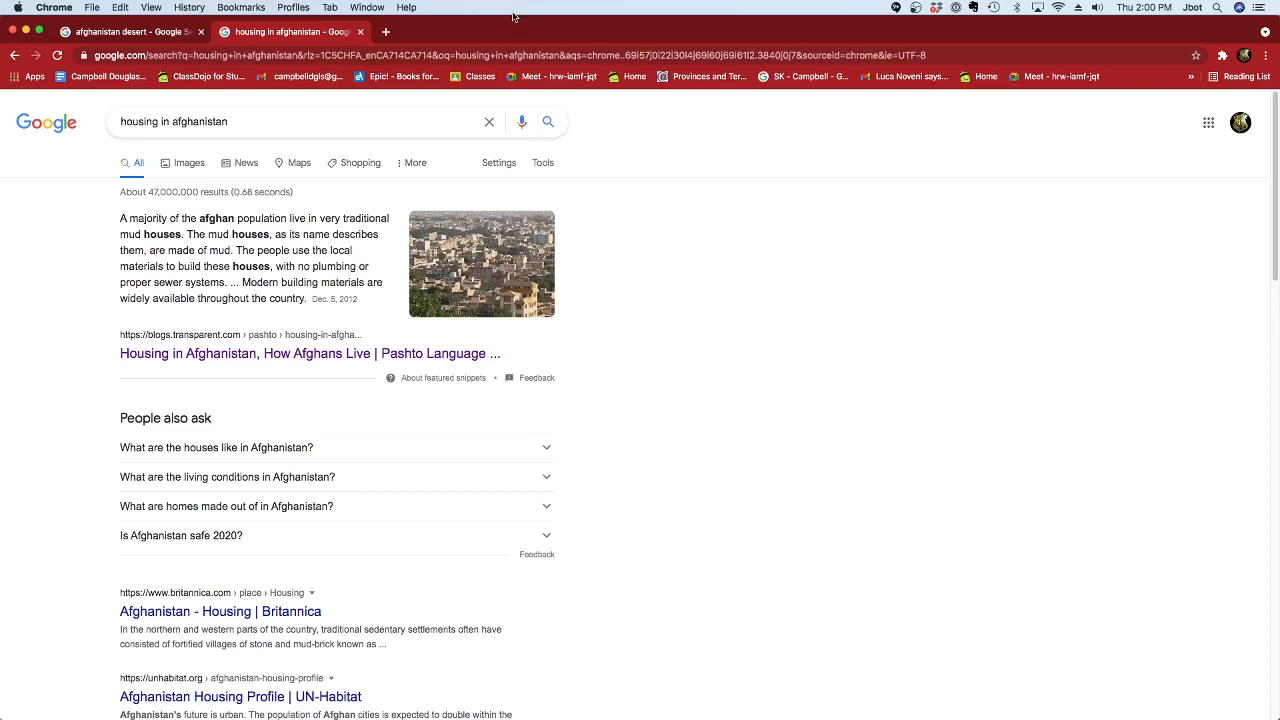 Chrome File Edit View History Bookmarks Profiles Tab Window Help Thu 2:00 PM Jbot
afghanistan desert - Google Se housing in afghanistan - Googl
google.com/search?q=housing+in+afghanistan&rlz=1C5CHFA_enCA714CA714&oq=housing+in+afghanistan&aqs=chrome..69i57j0i22i30l4j69i60j69i61l2.3840j0j7&sourceid=chrome&ie=UTF-8
Apps Campbell Douglas... ClassDojo for Stu... campbelldgls@g... Epic! - Books for... Classes Meet - hrw-iamf-jqt Home Provinces and Ter... SK - Campbell - G... Luca Noveni says... Home Meet - hrw-iamf-jqt » Reading List
Google housing in afghanistan
All Images News Maps Shopping More Settings Tools
About 47,000,000 results (0.68 seconds)
A majority of the afghan population live in very traditional
mud houses. The mud houses, as its name describes
them, are made of mud. The people use the local
materials to build these houses, with no plumbing or
proper sewer systems. ... Modern building materials are
widely available throughout the country. Dec. 5, 2012
https://blogs.transparent.com › pashto › housing-in-afgha...
Housing in Afghanistan, How Afghans Live | Pashto Language ...
About featured snippets • Feedback
People also ask
What are the houses like in Afghanistan?
What are the living conditions in Afghanistan?
What are homes made out of in Afghanistan?
Is Afghanistan safe 2020?
Feedback
https://www.britannica.com › place › Housing
Afghanistan - Housing | Britannica
In the northern and western parts of the country, traditional sedentary settlements often have
consisted of fortified villages of stone and mud-brick known as ...
https://unhabitat.org › afghanistan-housing-profile
Afghanistan Housing Profile | UN-Habitat
Afghanistan's future is urban. The population of Afghan cities is expected to double within the